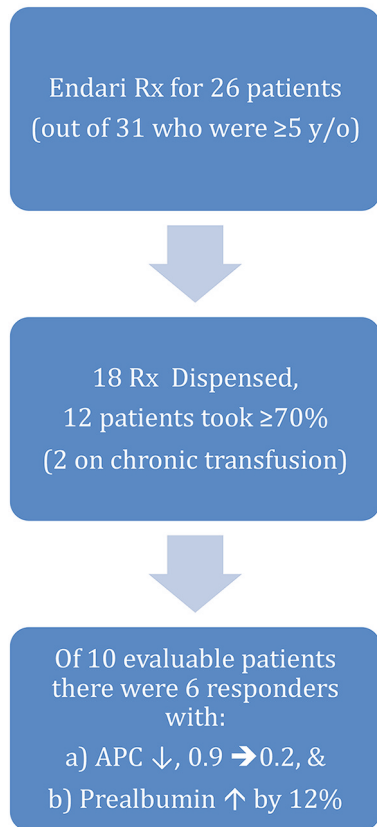 Endari Rx for 26 patients
(out of 31 who were ≥5 y/o)
18 Rx Dispensed,
12 patients took ≥70%
(2 on chronic transfusion)
Of 10 evaluable patients
there were 6 responders
with:
a) APC ↓, 0.9 →0.2, &
b) Prealbumin ↑ by 12%